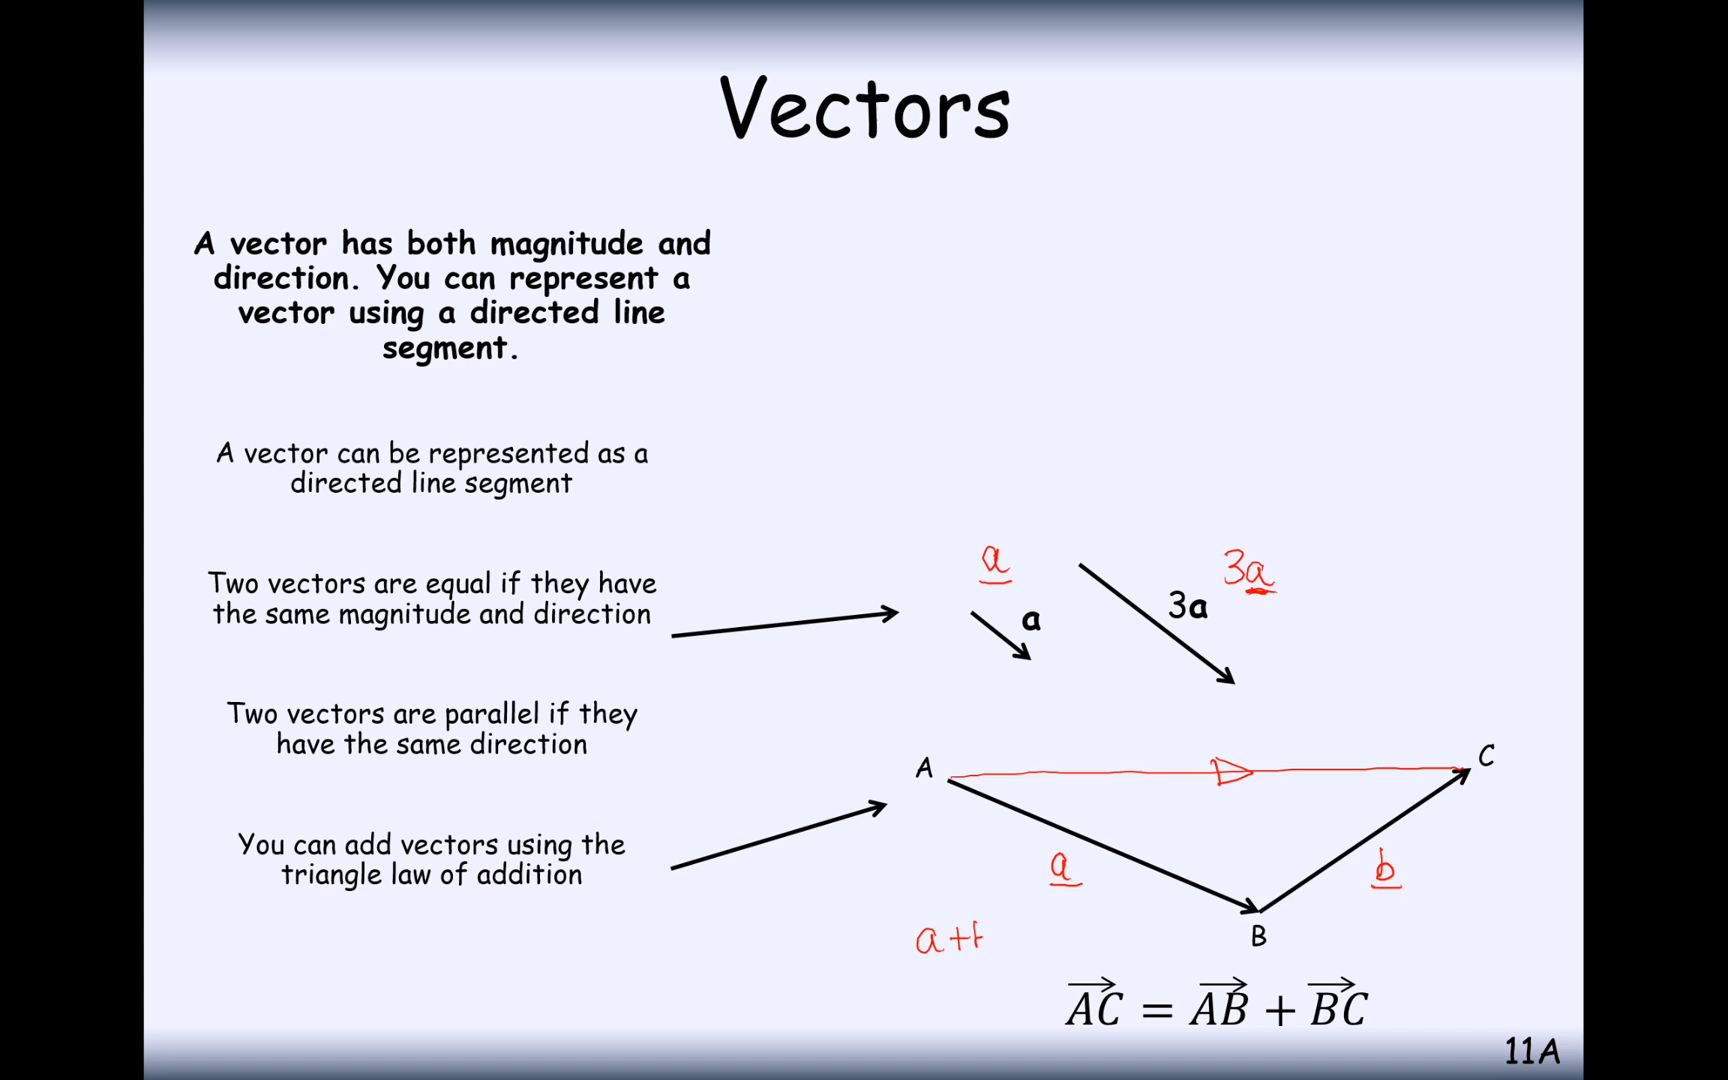 Vectors
A vector has both magnitude and
direction. You can represent a
vector using a directed line
segment.
A vector can be represented as a
directed line segment
Two vectors are equal if they have
the same magnitude and direction
Two vectors are parallel if they
have the same direction
You can add vectors using the
triangle law of addition
a
3a
a
3a
A
C
a
b
B
a+
AC = AB + BC
11A